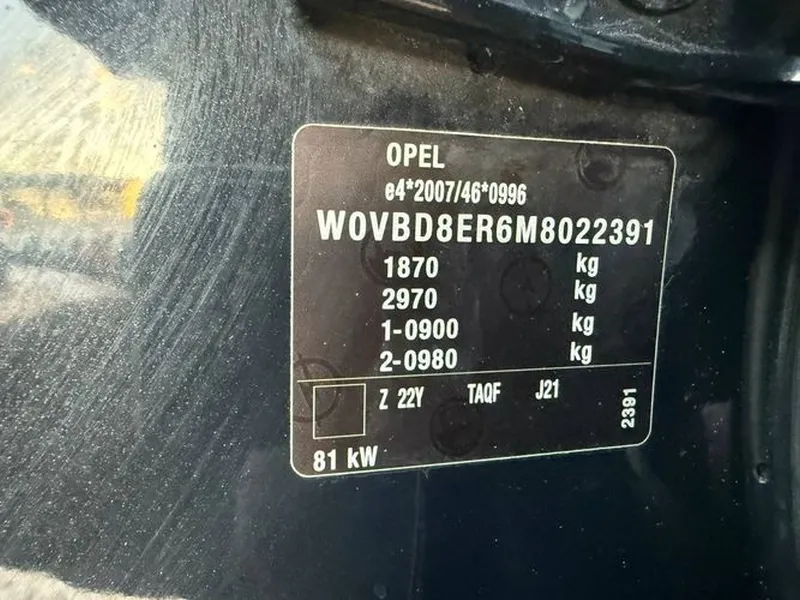 OPEL
e4*2007/46*0996
W0VBD8ER6M8022391
1870 kg
2970 kg
1-0900 kg
2-0980 kg
Z 22Y TAQF J21
2391
81 kW